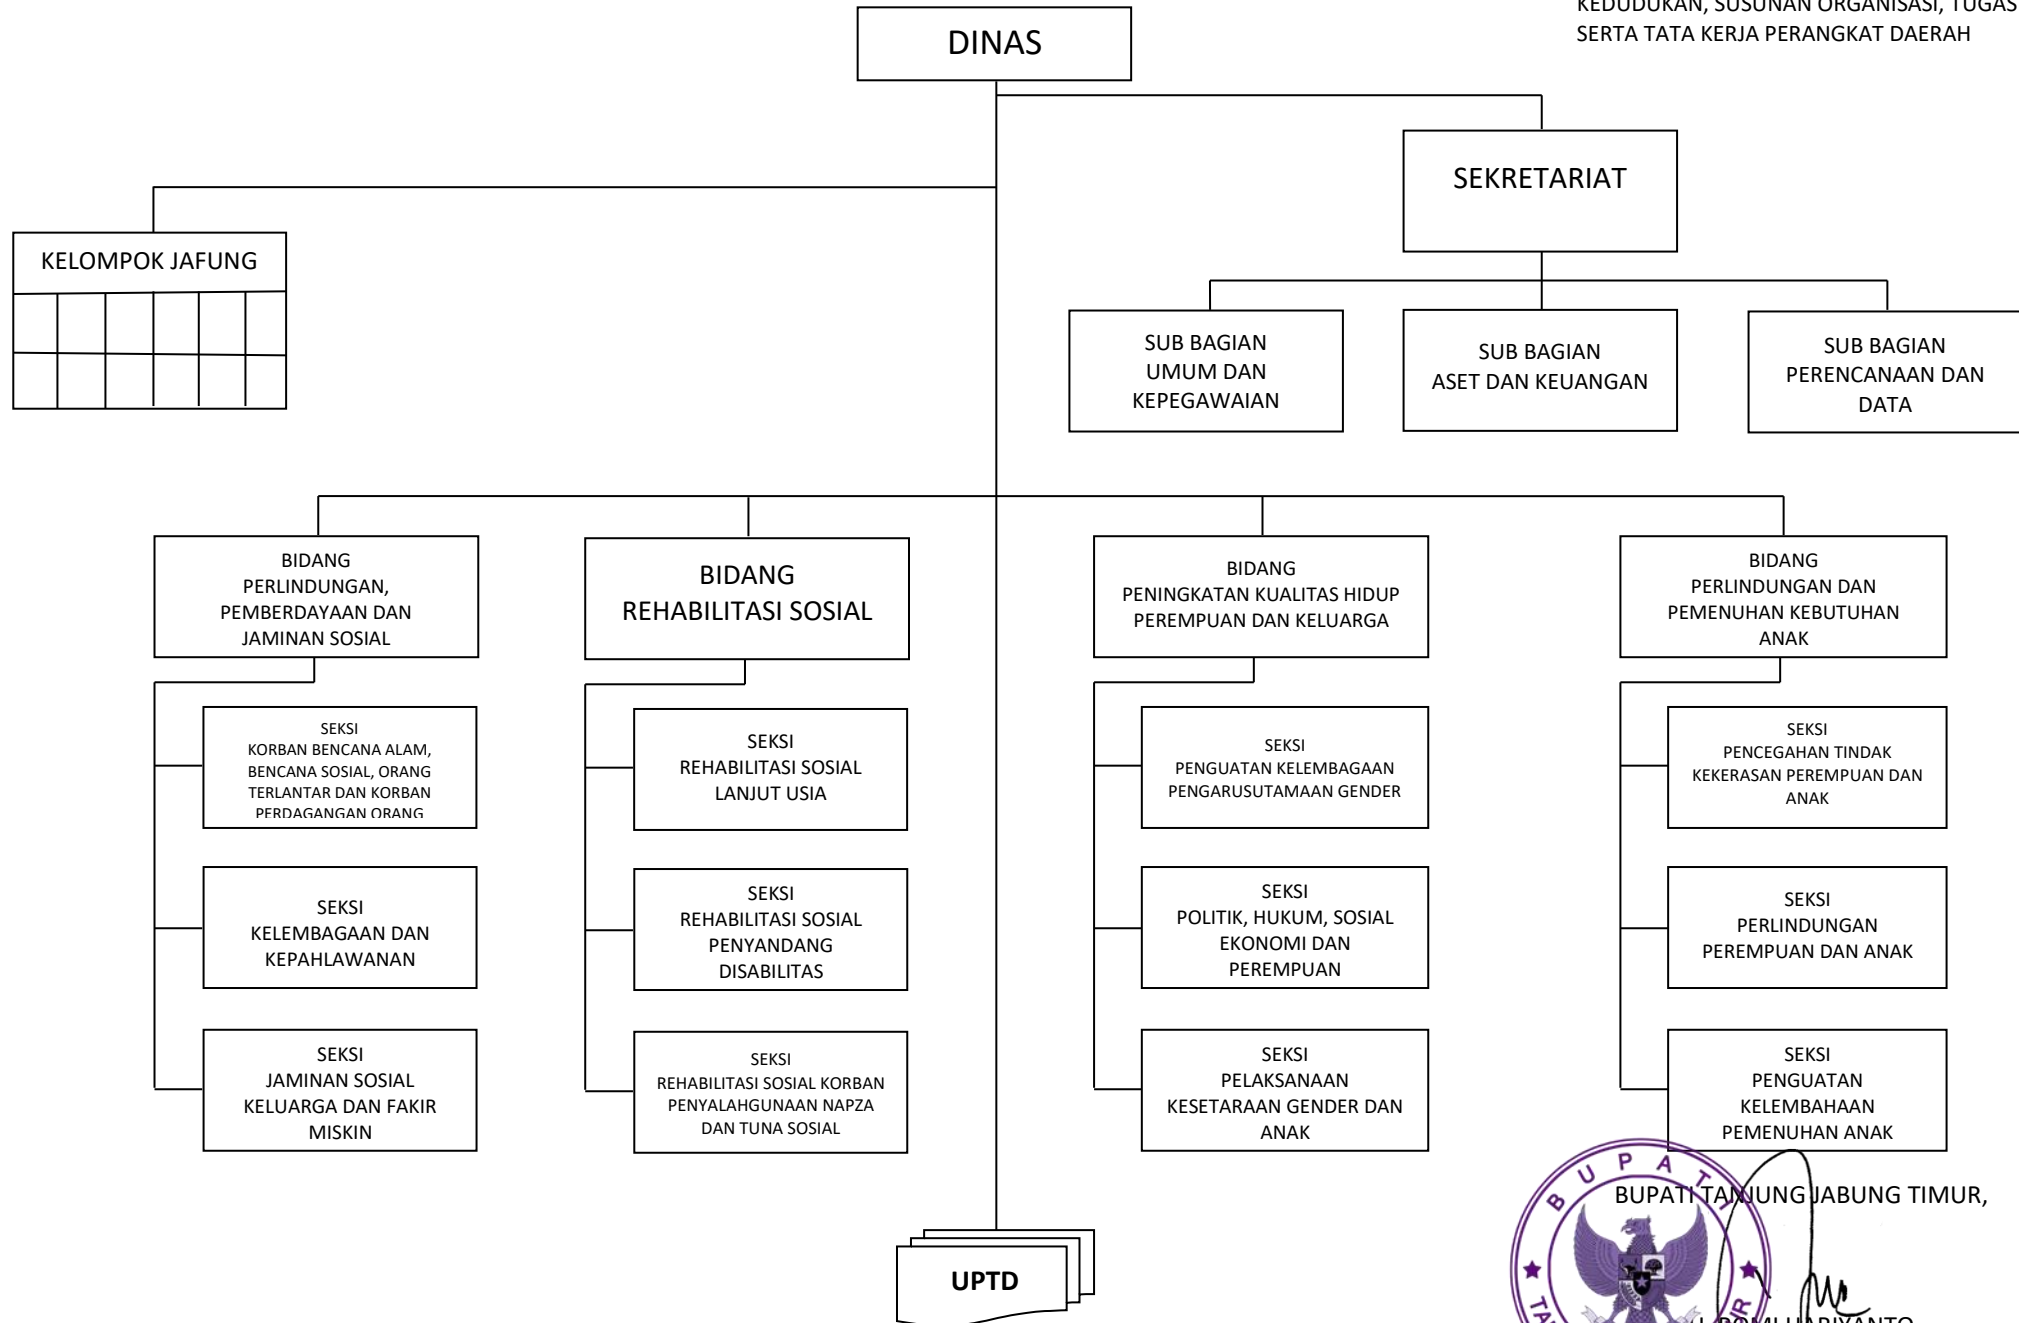 KEDUDUKAN, SUSUNAN ORGANISASI, TUGAS
SERTA TATA KERJA PERANGKAT DAERAH
DINAS
SEKRETARIAT
KELOMPOK JAFUNG
SUB BAGIAN
UMUM DAN
KEPEGAWAIAN
SUB BAGIAN
ASET DAN KEUANGAN
SUB BAGIAN
PERENCANAAN DAN
DATA
BIDANG
PERLINDUNGAN,
PEMBERDAYAAN DAN
JAMINAN SOSIAL
BIDANG
REHABILITASI SOSIAL
BIDANG
PENINGKATAN KUALITAS HIDUP
PEREMPUAN DAN KELUARGA
BIDANG
PERLINDUNGAN DAN
PEMENUHAN KEBUTUHAN
ANAK
SEKSI
KORBAN BENCANA ALAM,
BENCANA SOSIAL, ORANG
TERLANTAR DAN KORBAN
PERDAGANGAN ORANG
SEKSI
REHABILITASI SOSIAL
LANJUT USIA
SEKSI
PENGUATAN KELEMBAGAAN
PENGARUSUTAMAAN GENDER
SEKSI
PENCEGAHAN TINDAK
KEKERASAN PEREMPUAN DAN
ANAK
SEKSI
KELEMBAGAAN DAN
KEPAHLAWANAN
SEKSI
REHABILITASI SOSIAL
PENYANDANG
DISABILITAS
SEKSI
POLITIK, HUKUM, SOSIAL
EKONOMI DAN
PEREMPUAN
SEKSI
PERLINDUNGAN
PEREMPUAN DAN ANAK
SEKSI
JAMINAN SOSIAL
KELUARGA DAN FAKIR
MISKIN
SEKSI
REHABILITASI SOSIAL KORBAN
PENYALAHGUNAAN NAPZA
DAN TUNA SOSIAL
SEKSI
PELAKSANAAN
KESETARAAN GENDER DAN
ANAK
SEKSI
PENGUATAN
KELEMBAHAAN
PEMENUHAN ANAK
BUPATI TANJUNG JABUNG TIMUR,
BUPATI
UPTD
ROMI HARIYANTO